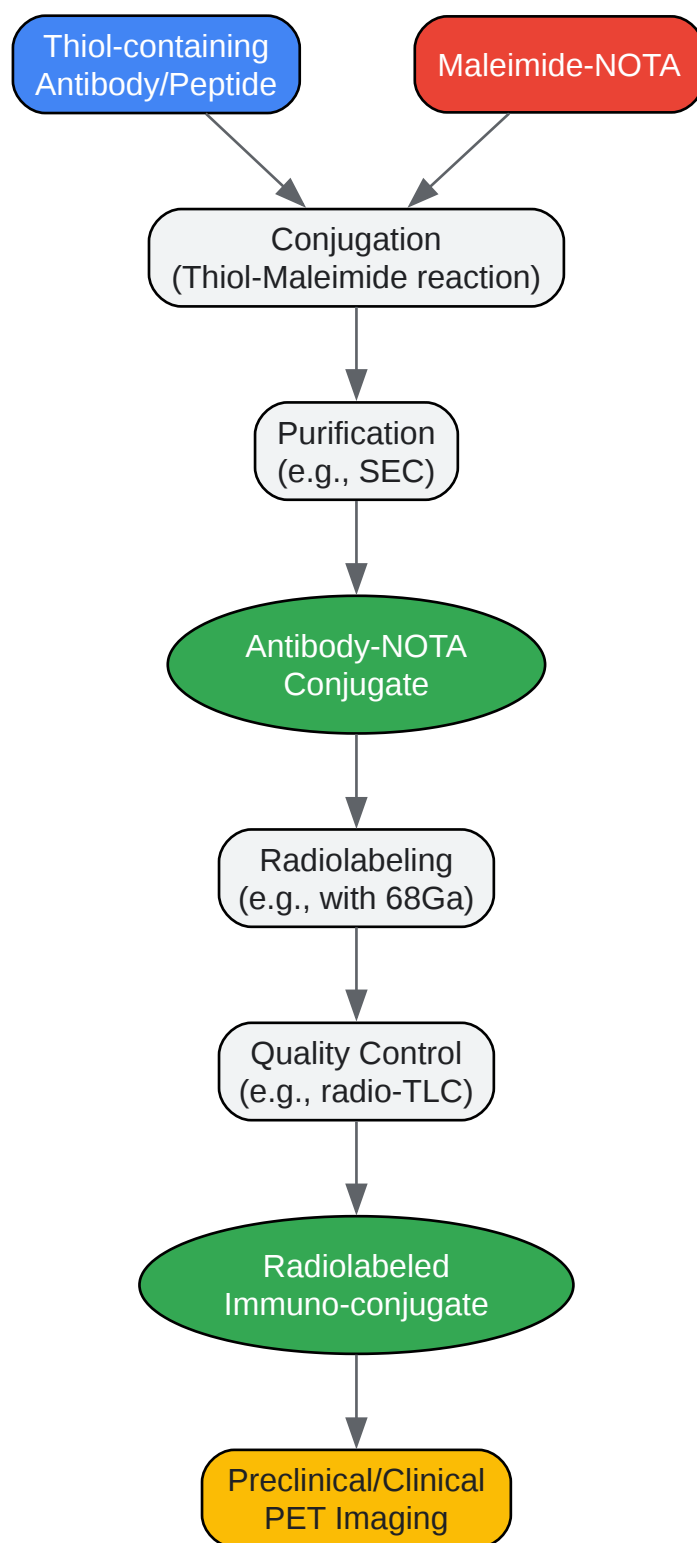 Thiol-containing
Antibody/Peptide
Maleimide-NOTA
Conjugation
(Thiol-Maleimide reaction)
Purification
(e.g., SEC)
Antibody-NOTA
Conjugate
Radiolabeling
(e.g., with 68Ga)
Quality Control
(e.g., radio-TLC)
Radiolabeled
Immuno-conjugate
Preclinical/Clinical
PET Imaging